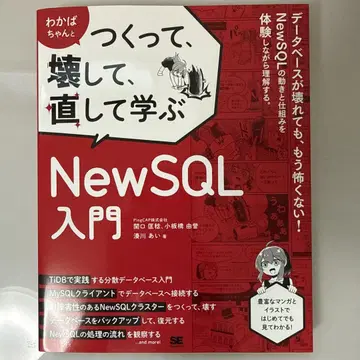 わかば
ちゃんと
つくって、
壊して、
直して学ぶ
NewSQL
入門
データベースが壊れても、もう怖くない！
NewSQLの動きと仕組みを
体験しながら理解する。
PingCAP株式会社
関口 匡稔、小板橋 由誉
湊川 あい 著
TiDBで実践する分散データベース入門
MySQLクライアントでデータベースへ接続する
耐障害性のあるNewSQLクラスターをつくって、壊す
データベースをバックアップして、復元する
NewSQLの処理の流れを観察する
...and more!
豊富なマンガと
イラストで
はじめてでも
見てわかる！
SE
SHOEISHA